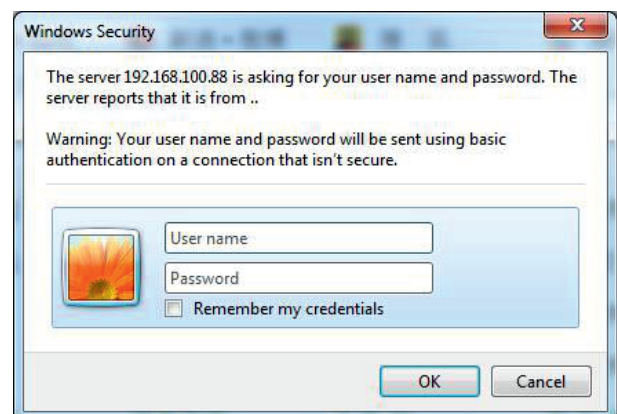 Windows Security
The server 192.168.100.88 is asking for your user name and password. The
server reports that it is from ..
Warning: Your user name and password will be sent using basic
authentication on a connection that isn't secure.
User name
Password
Remember my credentials
OK
Cancel